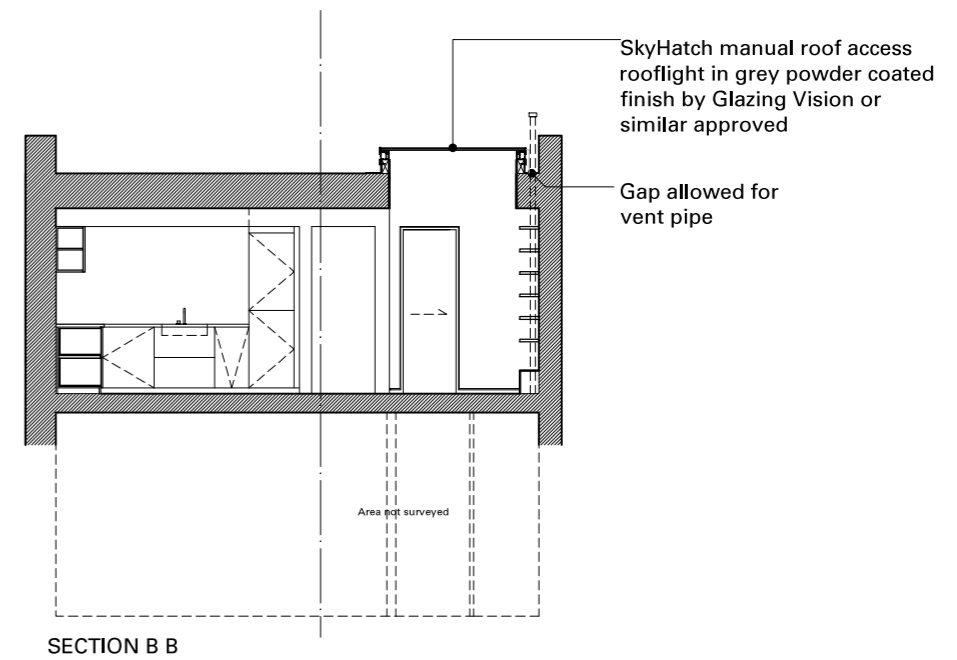 SkyHatch manual roof access
rooflight in grey powder coated
finish by Glazing Vision or
similar approved
Gap allowed for
vent pipe
Area not surveyed
SECTION B B